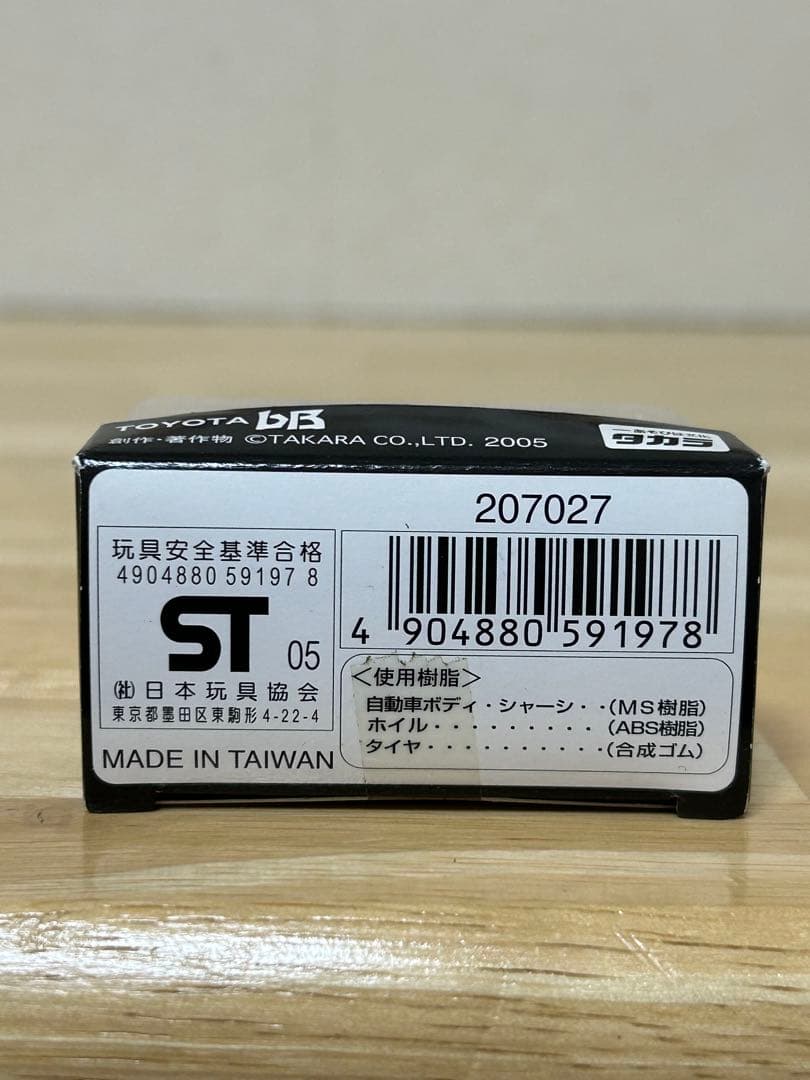 TOYOTA bB
創作・著作物 ©TAKARA CO.,LTD. 2005
タカラ
207027
玩具安全基準合格
4904880 59197 8
ST 05
(社)日本玩具協会
東京都墨田区東駒形4-22-4
MADE IN TAIWAN
4 904880 591978
<使用樹脂>
自動車ボディ・シャーシ・・(MS樹脂)
ホイル・・・・・・・・・(ABS樹脂)
タイヤ・・・・・・・・・・・(合成ゴム)